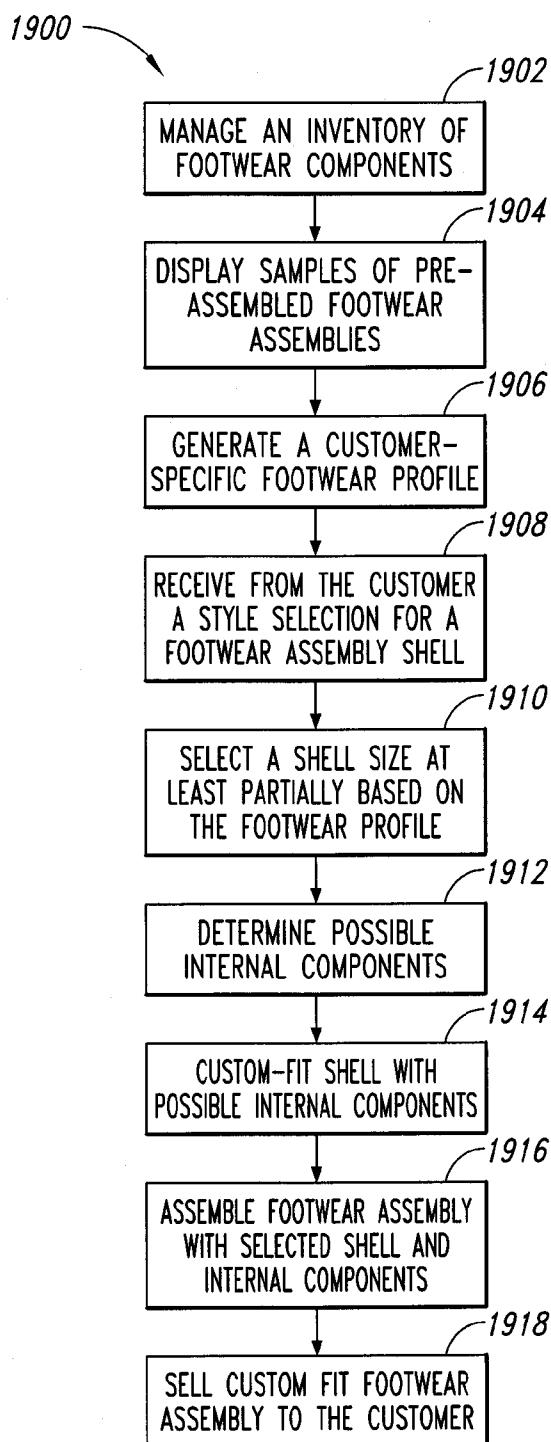 1900
1902
MANAGE AN INVENTORY OF
FOOTWEAR COMPONENTS
1904
DISPLAY SAMPLES OF PRE-
ASSEMBLED FOOTWEAR
ASSEMBLIES
1906
GENERATE A CUSTOMER-
SPECIFIC FOOTWEAR PROFILE
1908
RECEIVE FROM THE CUSTOMER
A STYLE SELECTION FOR A
FOOTWEAR ASSEMBLY SHELL
1910
SELECT A SHELL SIZE AT
LEAST PARTIALLY BASED ON
THE FOOTWEAR PROFILE
1912
DETERMINE POSSIBLE
INTERNAL COMPONENTS
1914
CUSTOM-FIT SHELL WITH
POSSIBLE INTERNAL COMPONENTS
1916
ASSEMBLE FOOTWEAR ASSEMBLY
WITH SELECTED SHELL AND
INTERNAL COMPONENTS
1918
SELL CUSTOM FIT FOOTWEAR
ASSEMBLY TO THE CUSTOMER